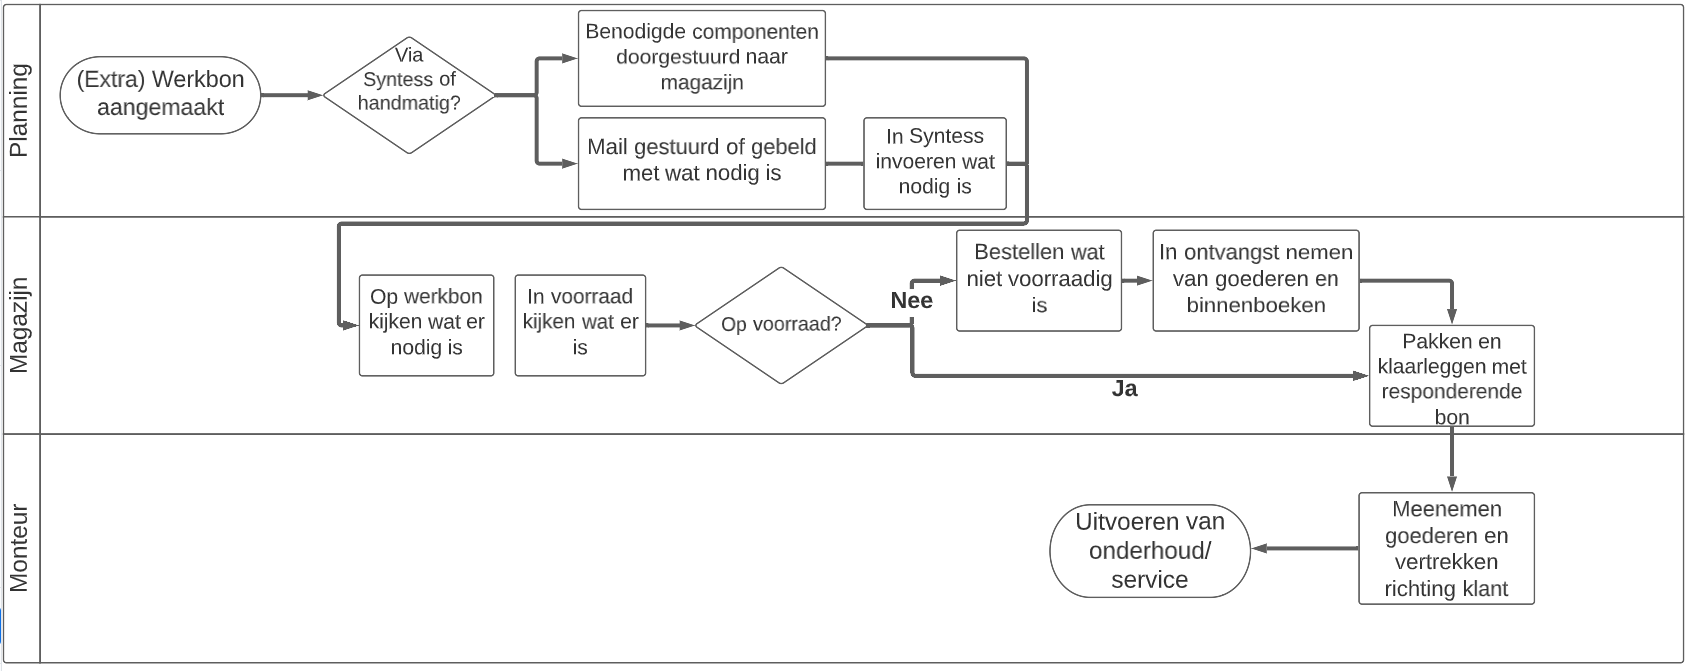 Planning
(Extra) Werkbon
aangemaakt
Via
Syntess of
handmatig?
Benodigde componenten
doorgestuurd naar
magazijn
Mail gestuurd of gebeld
met wat nodig is
In Syntess
invoeren wat
nodig is
Magazijn
Op werkbon
kijken wat er
nodig is
In voorraad
kijken wat er
is
Op voorraad?
Nee
Ja
Bestellen wat
niet voorraadig
is
In ontvangst nemen
van goederen en
binnenboeken
Pakken en
klaarleggen met
responderende
bon
Monteur
Meenemen
goederen en
vertrekken
richting klant
Uitvoeren van
onderhoud/
service